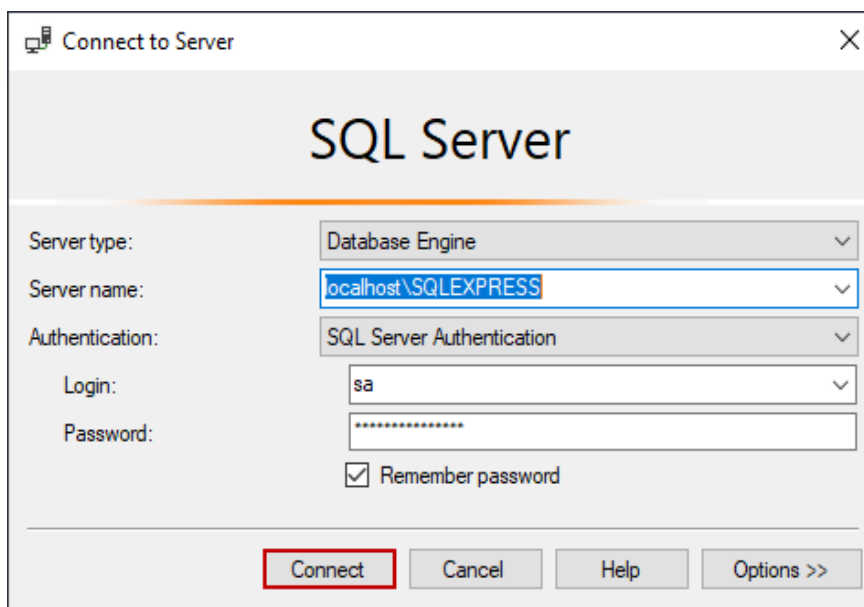 Connect to Server
SQL Server
Server type: Database Engine
Server name: localhost\SQLEXPRESS
Authentication: SQL Server Authentication
Login: sa
Password: ***************
Remember password
Connect Cancel Help Options >>